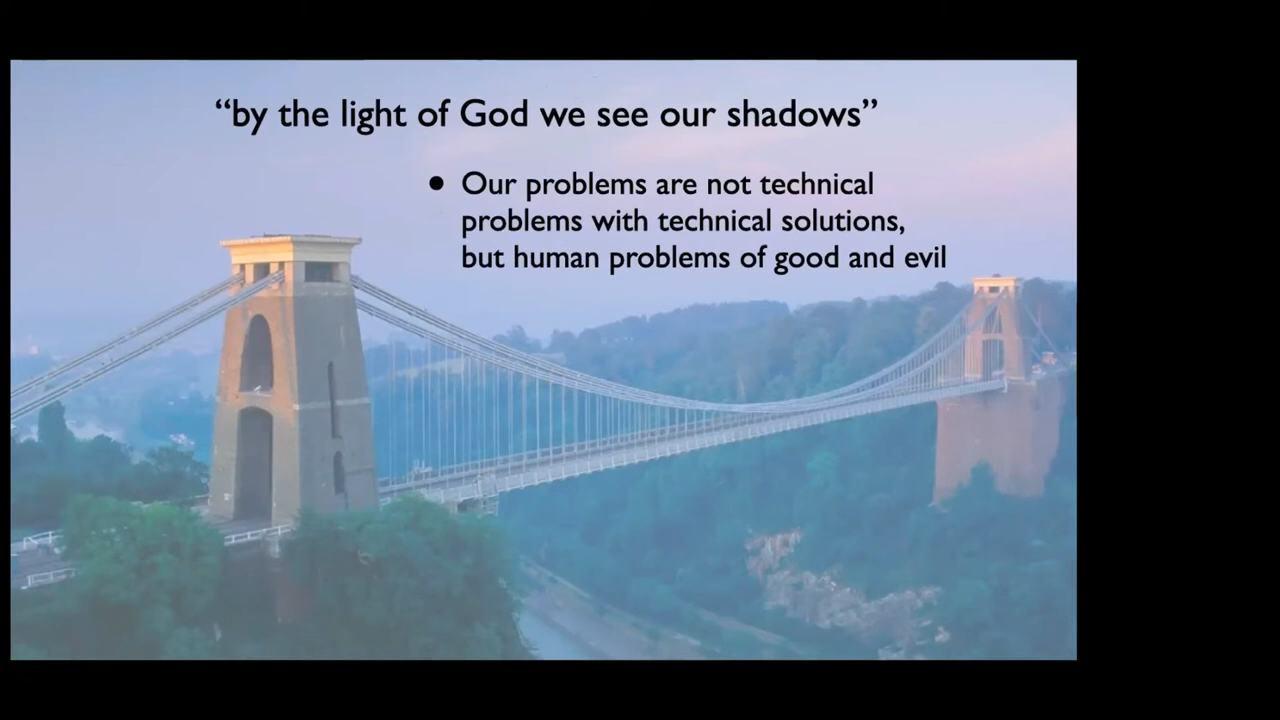 “by the light of God we see our shadows”
• Our problems are not technical
problems with technical solutions,
but human problems of good and evil